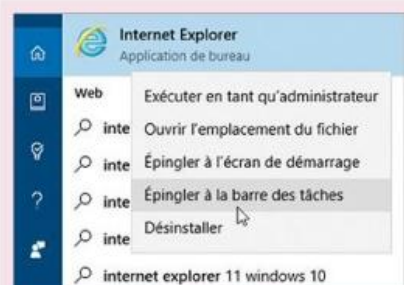 Internet Explorer
Application de bureau
Web
Exécuter en tant qu'administrateur
inte
Ouvrir l'emplacement du fichier
inte
Épingler à l'écran de démarrage
inte
Épingler à la barre des tâches
inte
Désinstaller
internet explorer 11 windows 10